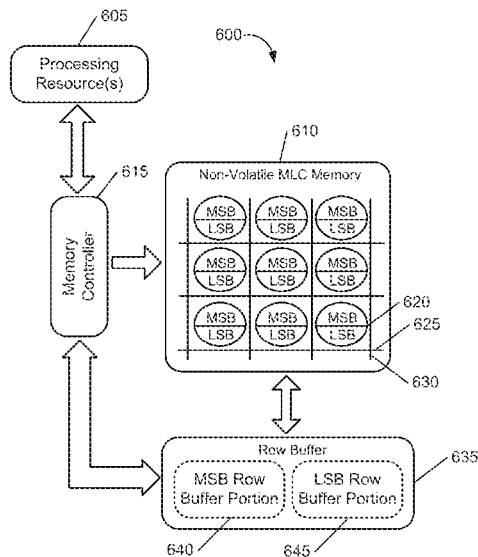 605
600
Processing
Resource(s)
610
615
Non-Volatile MLC Memory
MSB MSB MSB
LSB LSB LSB
Memory
Controller
MSB MSB MSB
LSB LSB LSB
620
MSB MSB MSB
LSB LSB LSB
625
630
Row Buffer
635
MSB Row
Buffer Portion
LSB Row
Buffer Portion
640
645